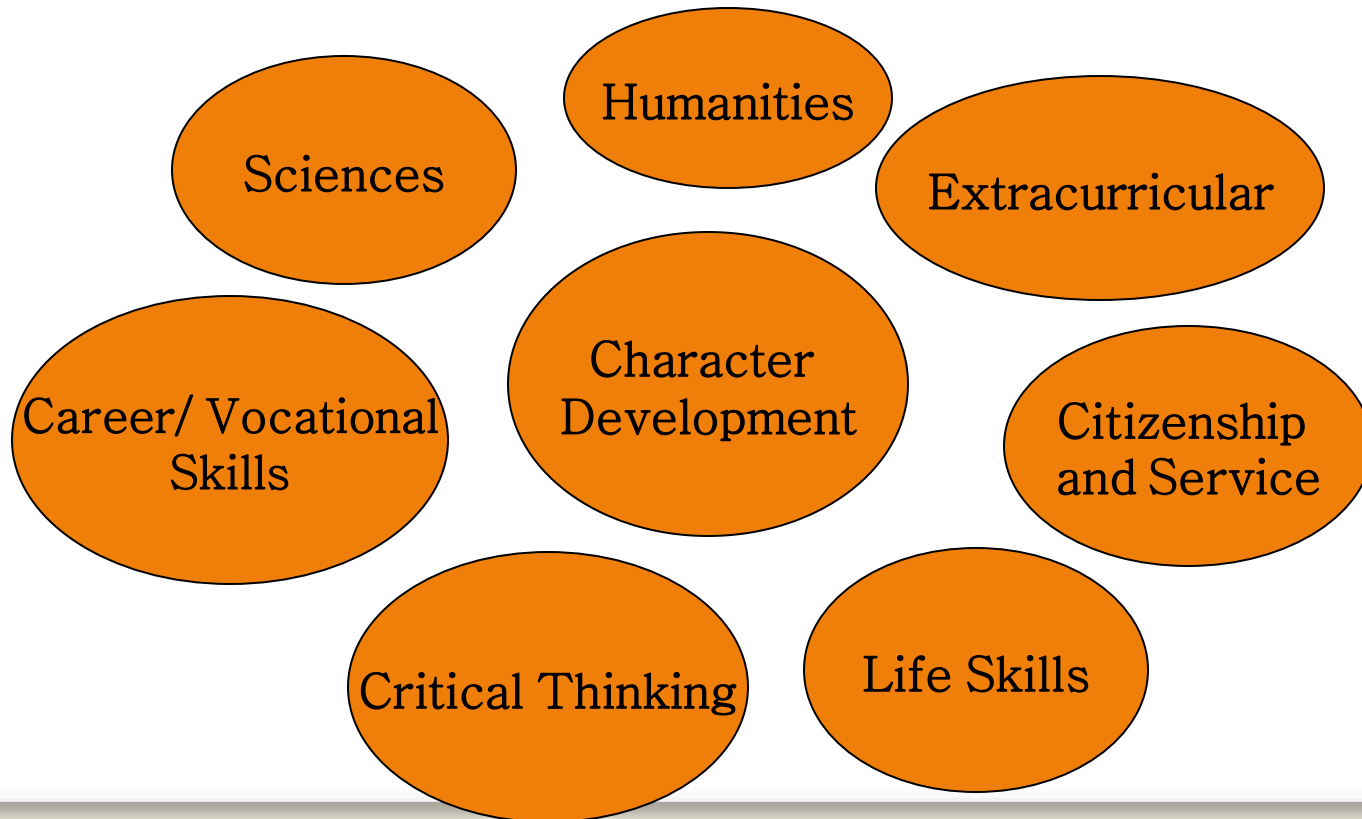 Humanities
Sciences
Extracurricular
Character
Development
Career/ Vocational
Skills
Citizenship
and Service
Critical Thinking
Life Skills